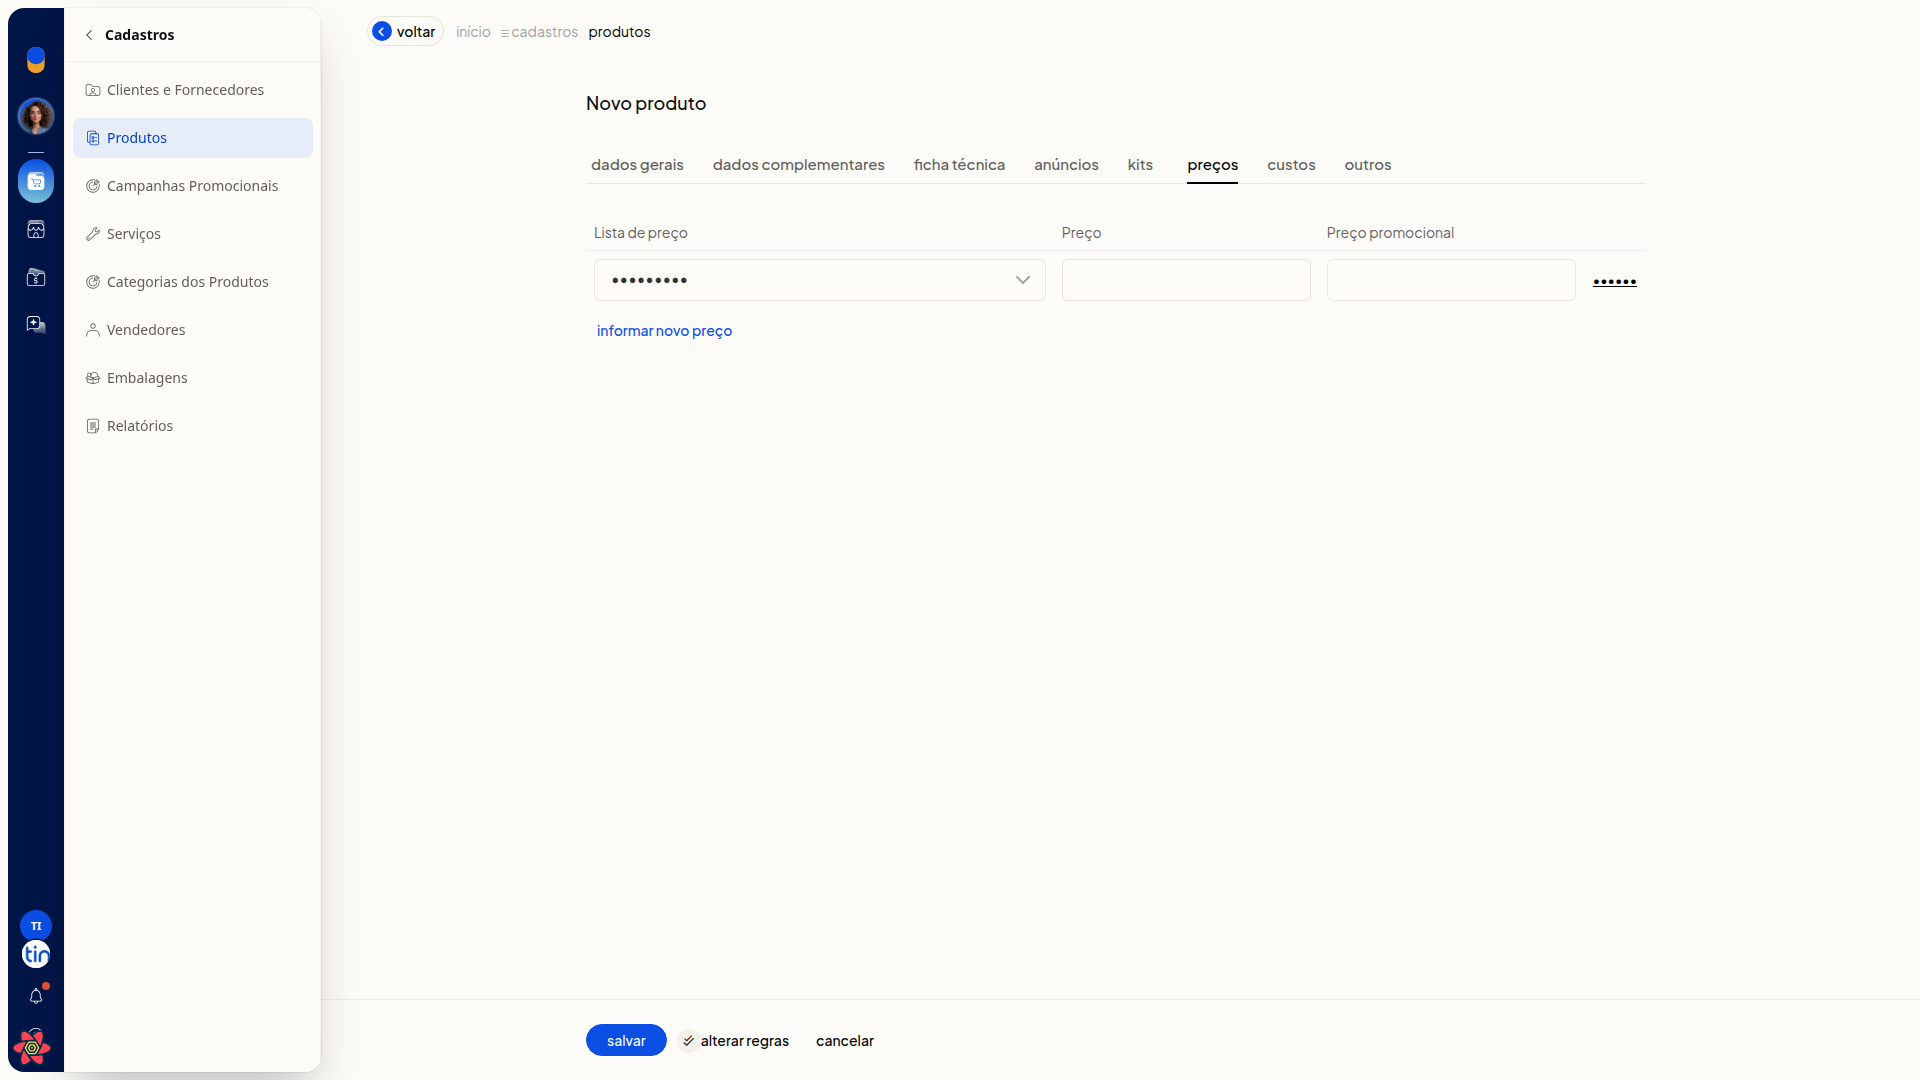 Cadastros
Clientes e Fornecedores
Produtos
Campanhas Promocionais
Serviços
Categorias dos Produtos
Vendedores
Embalagens
Relatórios
TI
tin
voltar início cadastros produtos
Novo produto
dados gerais dados complementares ficha técnica anúncios kits preços custos outros
Lista de preço Preço Preço promocional
•••••••••
••••••
informar novo preço
salvar alterar regras cancelar